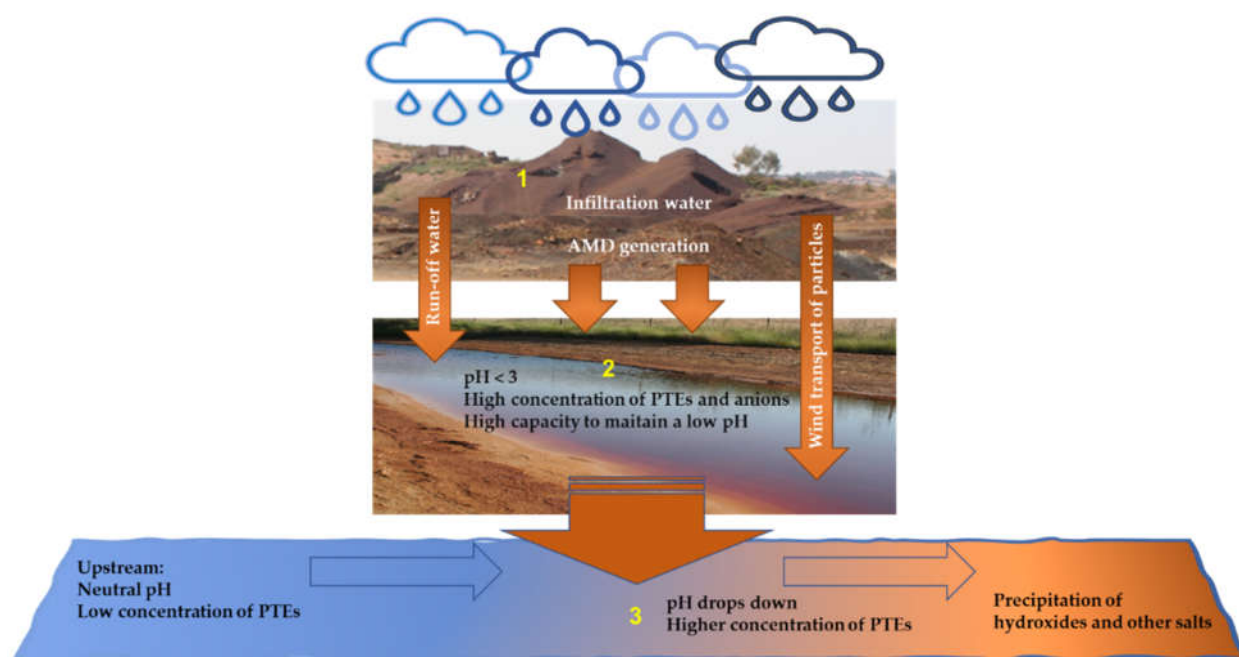 1
Infiltration water
AMD generation
Run-off water
Wind transport of particles
2
pH < 3
High concentration of PTEs and anions
High capacity to maitain a low pH
Upstream:
Neutral pH
Low concentration of PTEs
3
pH drops down
Higher concentration of PTEs
Precipitation of
hydroxides and other salts